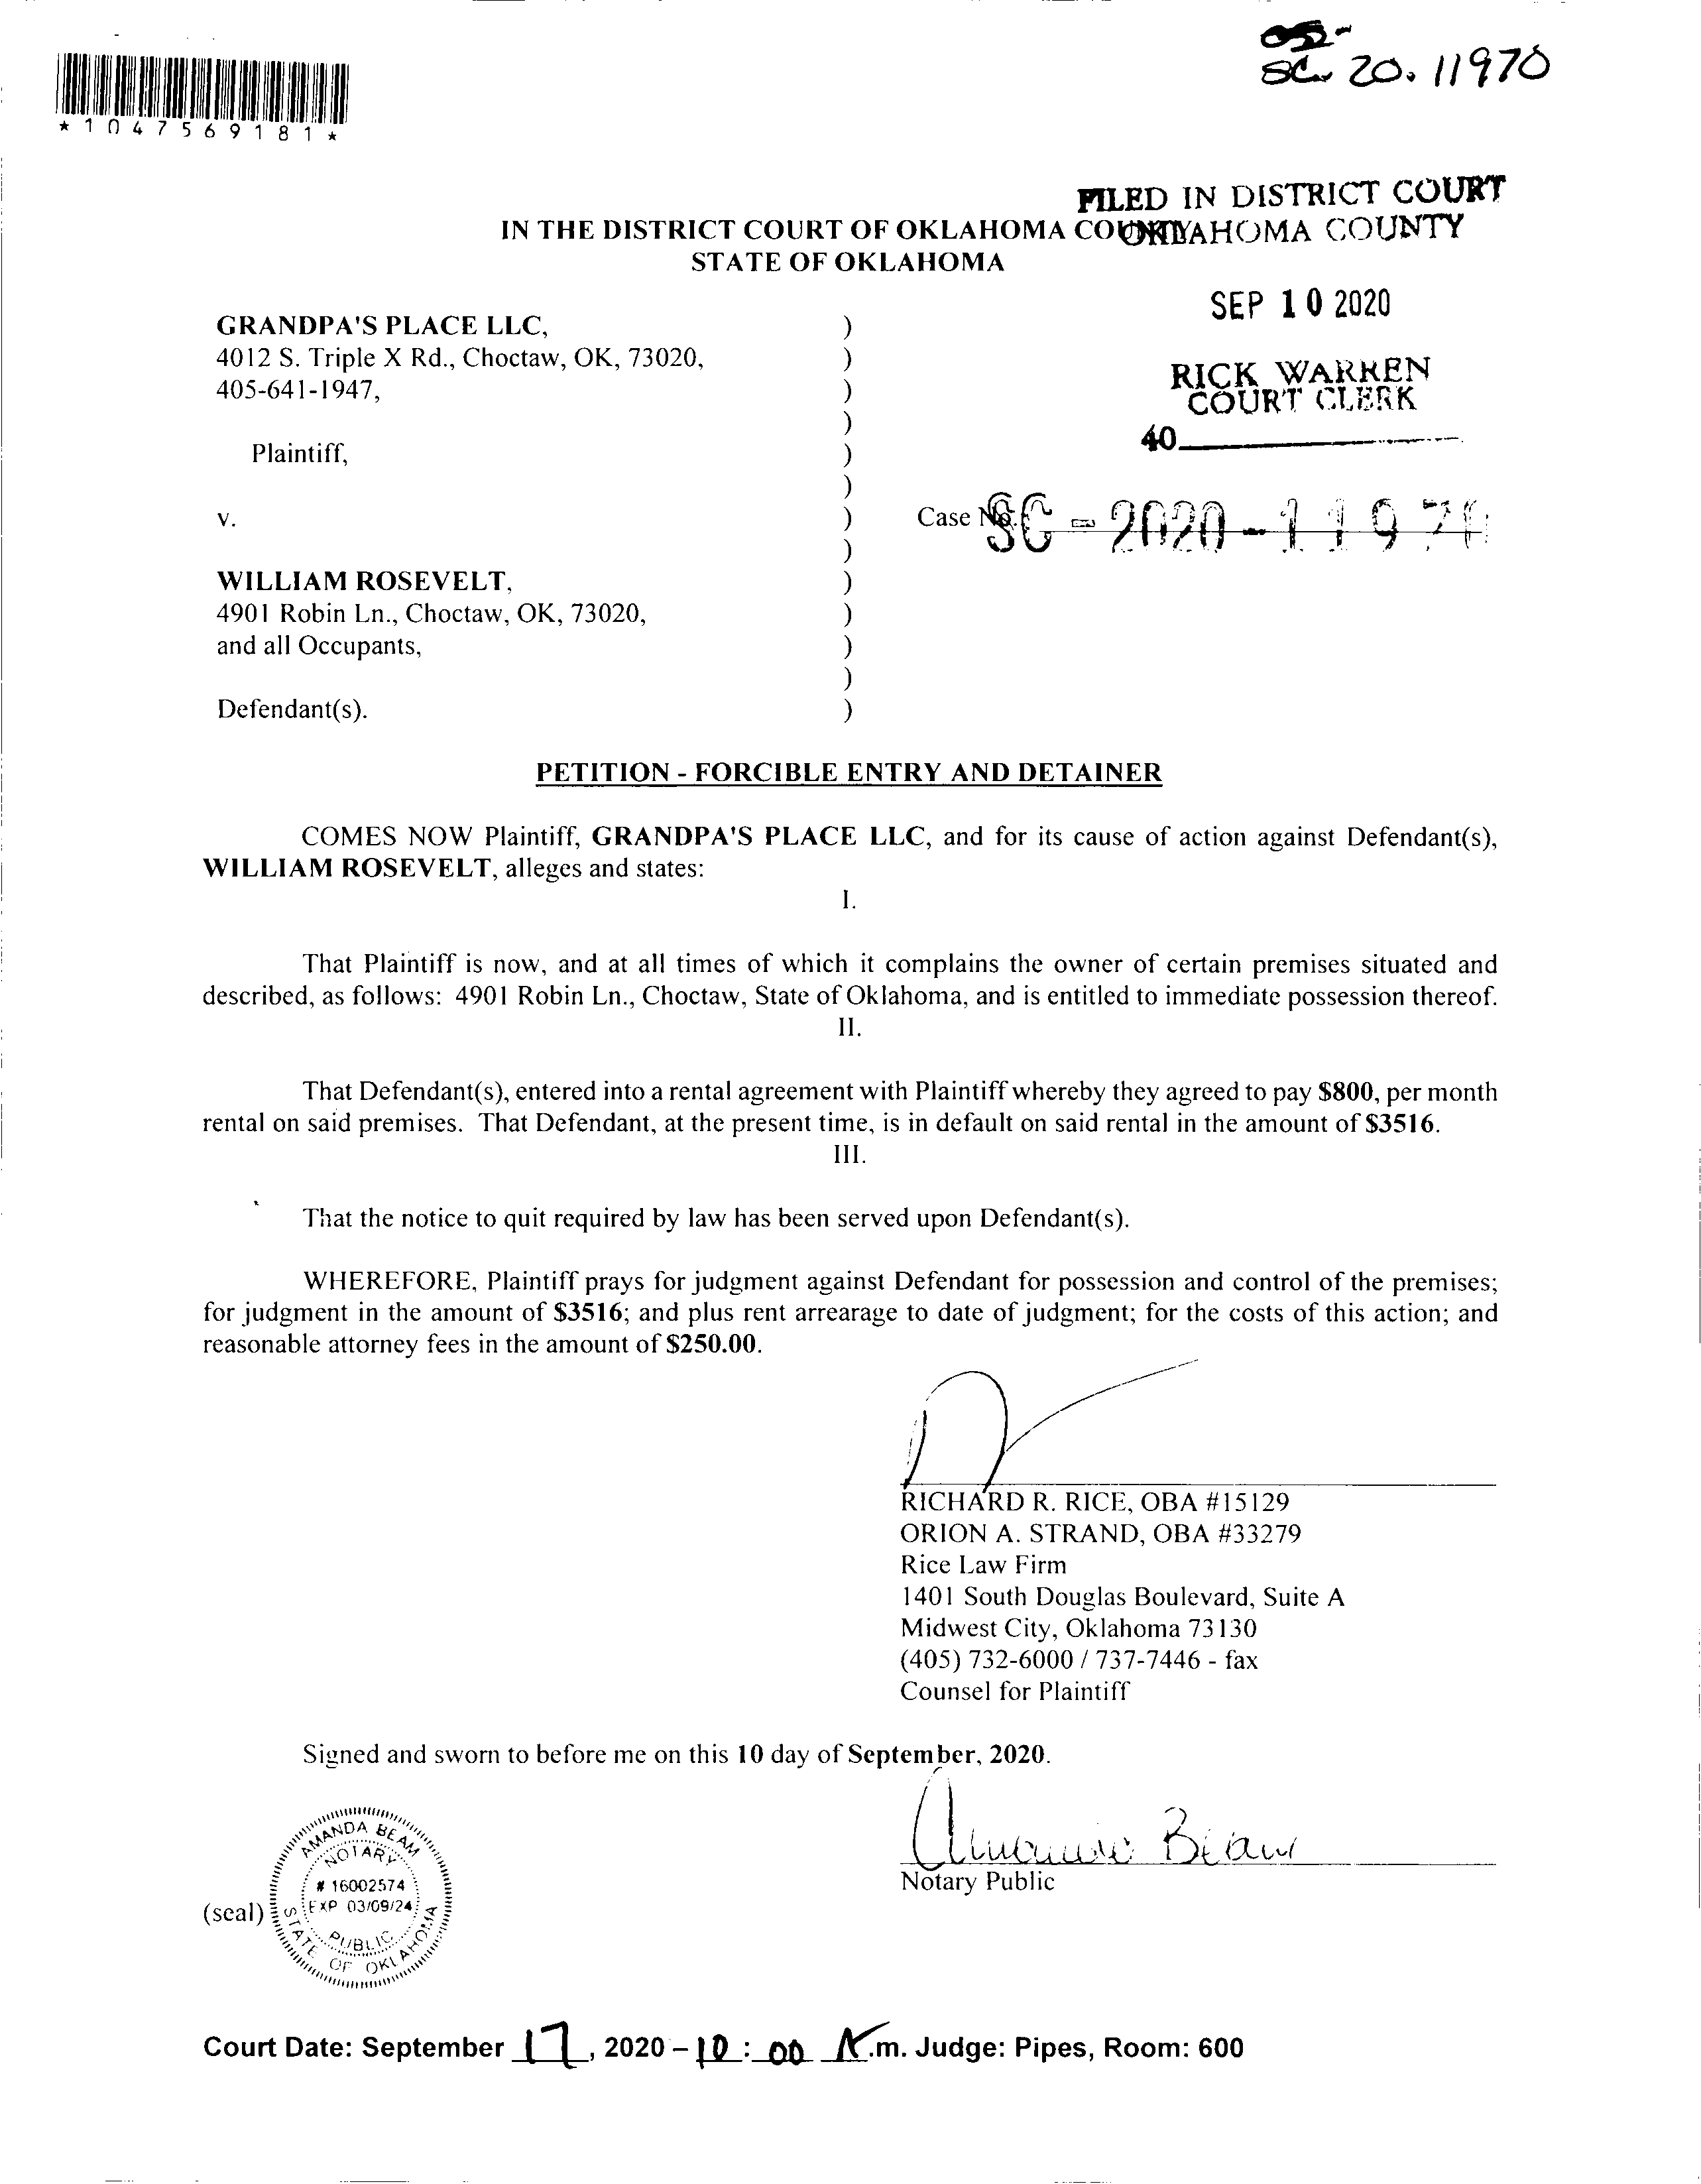 SC. 20. 11970
*1047569181*
FILED IN DISTRICT COURT
OKLAHOMA COUNTY
IN THE DISTRICT COURT OF OKLAHOMA COUNTY
STATE OF OKLAHOMA
SEP 10 2020
RICK WARREN
COURT CLERK
40
GRANDPA'S PLACE LLC, )
4012 S. Triple X Rd., Choctaw, OK, 73020, )
405-641-1947, )
)
Plaintiff, )
)
v. ) Case No. SC-2020-11970
)
WILLIAM ROSEVELT, )
4901 Robin Ln., Choctaw, OK, 73020, )
and all Occupants, )
)
Defendant(s). )
PETITION - FORCIBLE ENTRY AND DETAINER
COMES NOW Plaintiff, GRANDPA'S PLACE LLC, and for its cause of action against Defendant(s),
WILLIAM ROSEVELT, alleges and states:
I.
That Plaintiff is now, and at all times of which it complains the owner of certain premises situated and
described, as follows: 4901 Robin Ln., Choctaw, State of Oklahoma, and is entitled to immediate possession thereof.
II.
That Defendant(s), entered into a rental agreement with Plaintiff whereby they agreed to pay $800, per month
rental on said premises. That Defendant, at the present time, is in default on said rental in the amount of $3516.
III.
That the notice to quit required by law has been served upon Defendant(s).
WHEREFORE, Plaintiff prays for judgment against Defendant for possession and control of the premises;
for judgment in the amount of $3516; and plus rent arrearage to date of judgment; for the costs of this action; and
reasonable attorney fees in the amount of $250.00.
RICHARD R. RICE, OBA #15129
ORION A. STRAND, OBA #33279
Rice Law Firm
1401 South Douglas Boulevard, Suite A
Midwest City, Oklahoma 73130
(405) 732-6000 / 737-7446 - fax
Counsel for Plaintiff
Signed and sworn to before me on this 10 day of September, 2020.
Amanda Beam
Notary Public
(seal)
AMANDA BEAM
NOTARY
# 16002574
EXP 03/09/24
PUBLIC
STATE OF OKLAHOMA
Court Date: September 17, 2020 – 10 : 00 A.m. Judge: Pipes, Room: 600